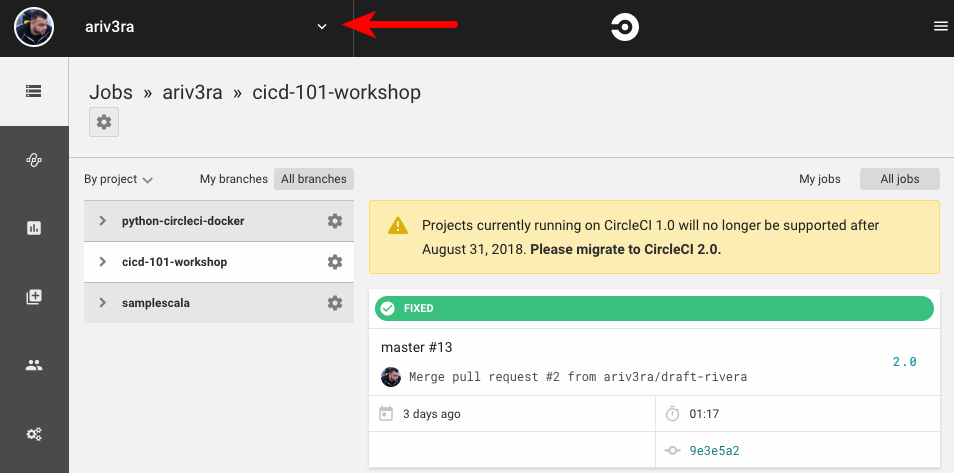 ariv3ra
Jobs » ariv3ra » cicd-101-workshop
By project
My branches
All branches
My jobs
All jobs
python-circleci-docker
cicd-101-workshop
samplescala
Projects currently running on CircleCI 1.0 will no longer be supported after
August 31, 2018. Please migrate to CircleCI 2.0.
FIXED
master #13
2.0
Merge pull request #2 from ariv3ra/draft-rivera
3 days ago
01:17
9e3e5a2